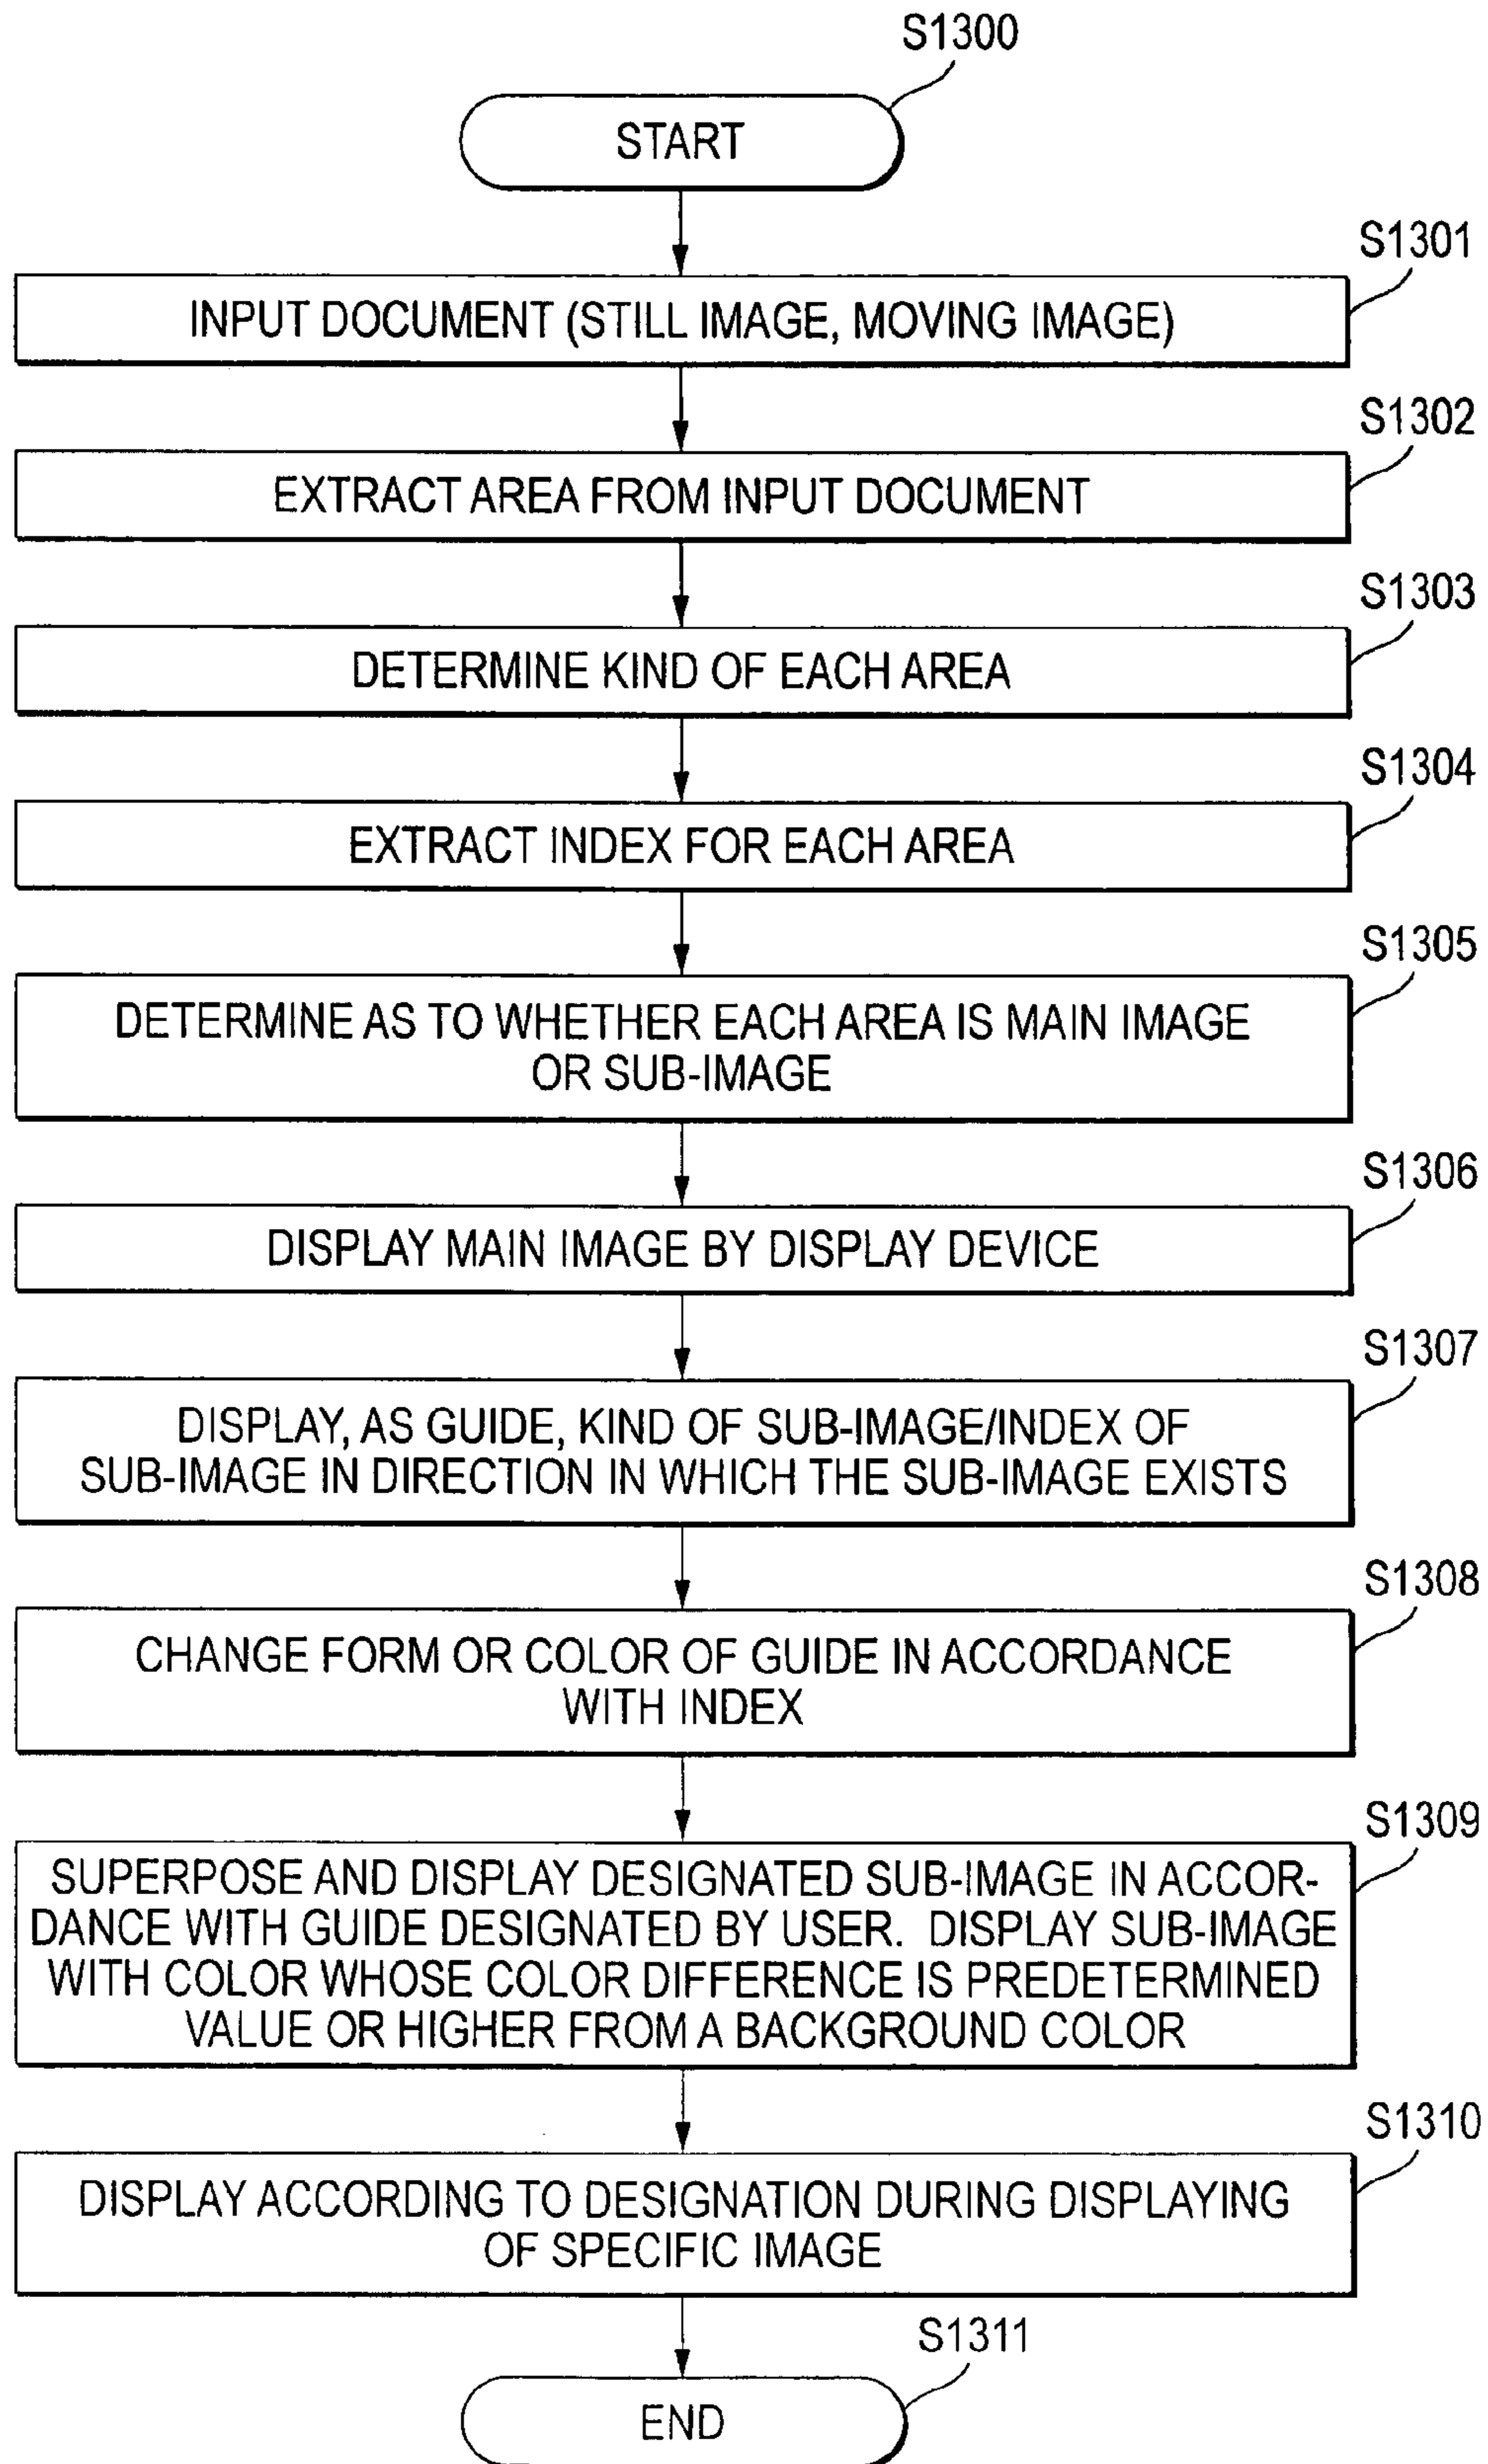 S1300
START
S1301
INPUT DOCUMENT (STILL IMAGE, MOVING IMAGE)
S1302
EXTRACT AREA FROM INPUT DOCUMENT
S1303
DETERMINE KIND OF EACH AREA
S1304
EXTRACT INDEX FOR EACH AREA
S1305
DETERMINE AS TO WHETHER EACH AREA IS MAIN IMAGE
OR SUB-IMAGE
S1306
DISPLAY MAIN IMAGE BY DISPLAY DEVICE
S1307
DISPLAY, AS GUIDE, KIND OF SUB-IMAGE/INDEX OF
SUB-IMAGE IN DIRECTION IN WHICH THE SUB-IMAGE EXISTS
S1308
CHANGE FORM OR COLOR OF GUIDE IN ACCORDANCE
WITH INDEX
S1309
SUPERPOSE AND DISPLAY DESIGNATED SUB-IMAGE IN ACCOR-
DANCE WITH GUIDE DESIGNATED BY USER. DISPLAY SUB-IMAGE
WITH COLOR WHOSE COLOR DIFFERENCE IS PREDETERMINED
VALUE OR HIGHER FROM A BACKGROUND COLOR
S1310
DISPLAY ACCORDING TO DESIGNATION DURING DISPLAYING
OF SPECIFIC IMAGE
S1311
END